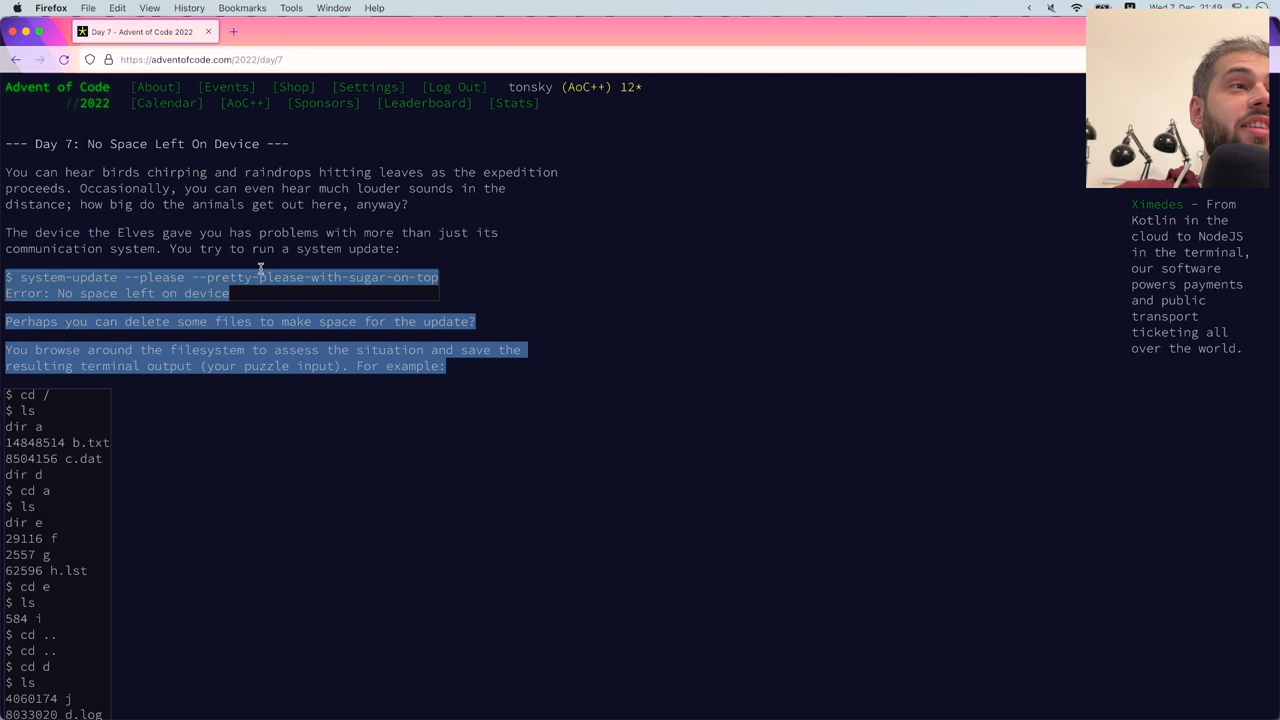 Firefox File Edit View History Bookmarks Tools Window Help
Wed 7. Dec 21:49
Day 7 - Advent of Code 2022
https://adventofcode.com/2022/day/7
Advent of Code [About] [Events] [Shop] [Settings] [Log Out] tonsky (AoC++) 12*
//2022 [Calendar] [AoC++] [Sponsors] [Leaderboard] [Stats]
--- Day 7: No Space Left On Device ---
You can hear birds chirping and raindrops hitting leaves as the expedition
proceeds. Occasionally, you can even hear much louder sounds in the
distance; how big do the animals get out here, anyway?
The device the Elves gave you has problems with more than just its
communication system. You try to run a system update:
$ system-update --please --pretty-please-with-sugar-on-top
Error: No space left on device
Perhaps you can delete some files to make space for the update?
You browse around the filesystem to assess the situation and save the
resulting terminal output (your puzzle input). For example:
$ cd /
$ ls
dir a
14848514 b.txt
8504156 c.dat
dir d
$ cd a
$ ls
dir e
29116 f
2557 g
62596 h.lst
$ cd e
$ ls
584 i
$ cd ..
$ cd ..
$ cd d
$ ls
4060174 j
8033020 d.log
Ximedes - From
Kotlin in the
cloud to NodeJS
in the terminal,
our software
powers payments
and public
transport
ticketing all
over the world.